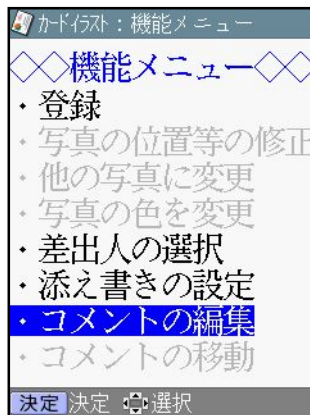 カードイラスト:機能メニュー
◇◇機能メニュー◇◇
・登録
・写真の位置等の修正
・他の写真に変更
・写真の色を変更
・差出人の選択
・添え書きの設定
・コメントの編集
・コメントの移動
決定 決定 選択